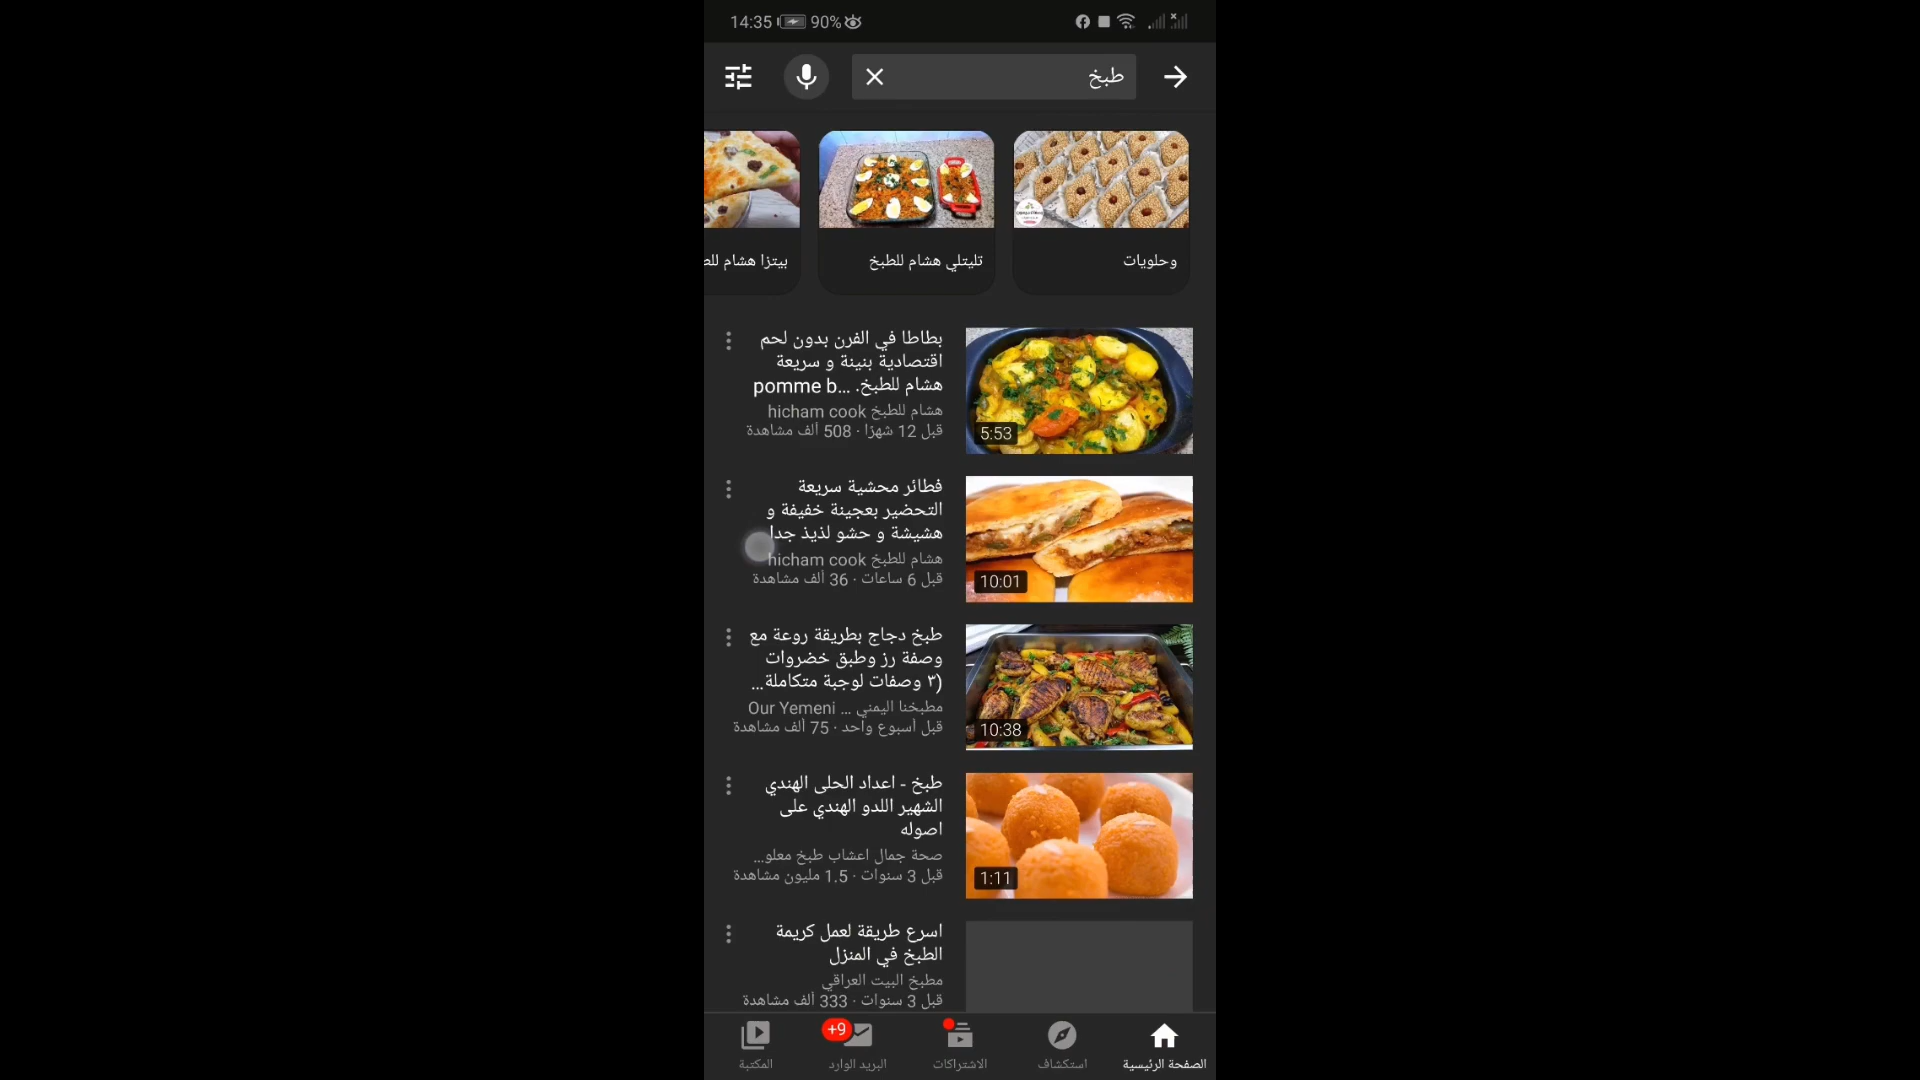 14:35 90%
طبخ
وحلويات
تليتلي هشام للطبخ
بيتزا هشام للط
بطاطا في الفرن بدون لحم
اقتصادية بنينة و سريعة
هشام للطبخ. ...pomme b
هشام للطبخ hicham cook
قبل 12 شهرًا · 508 ألف مشاهدة
5:53
فطائر محشية سريعة
التحضير بعجينة خفيفة و
هشيشة و حشو لذيذ جدا
هشام للطبخ hicham cook
قبل 6 ساعات · 36 ألف مشاهدة
10:01
طبخ دجاج بطريقة روعة مع
وصفة رز وطبق خضروات
(٣ وصفات لوجبة متكاملة...
مطبخنا اليمني ... Our Yemeni
قبل أسبوع واحد · 75 ألف مشاهدة
10:38
طبخ - اعداد الحلى الهندي
الشهير اللدو الهندي على
اصوله
صحة جمال اعشاب طبخ معلو...
قبل 3 سنوات · 1.5 مليون مشاهدة
1:11
اسرع طريقة لعمل كريمة
الطبخ في المنزل
مطبخ البيت العراقي
قبل 3 سنوات · 333 ألف مشاهدة
الصفحة الرئيسية
استكشاف
الاشتراكات
+9
البريد الوارد
المكتبة